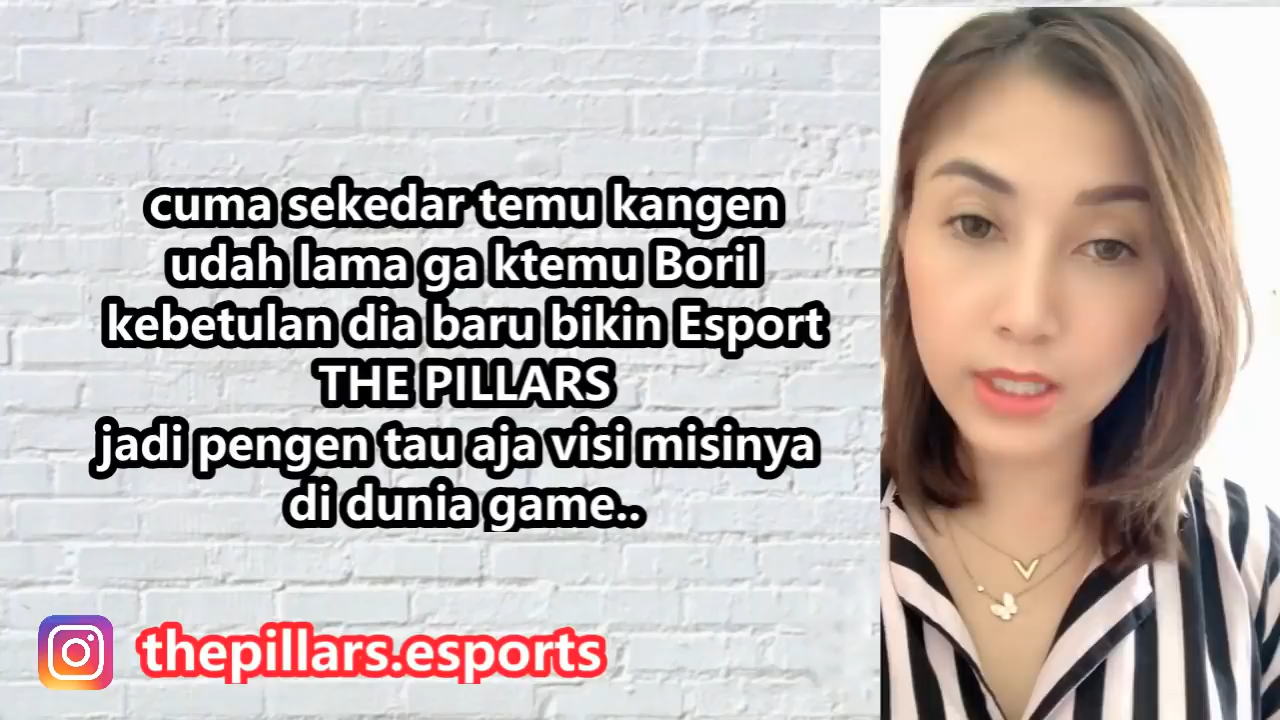 cuma sekedar temu kangen
udah lama ga ktemu Boril
kebetulan dia baru bikin Esport
THE PILLARS
jadi pengen tau aja visi misinya
di dunia game..
thepillars.esports